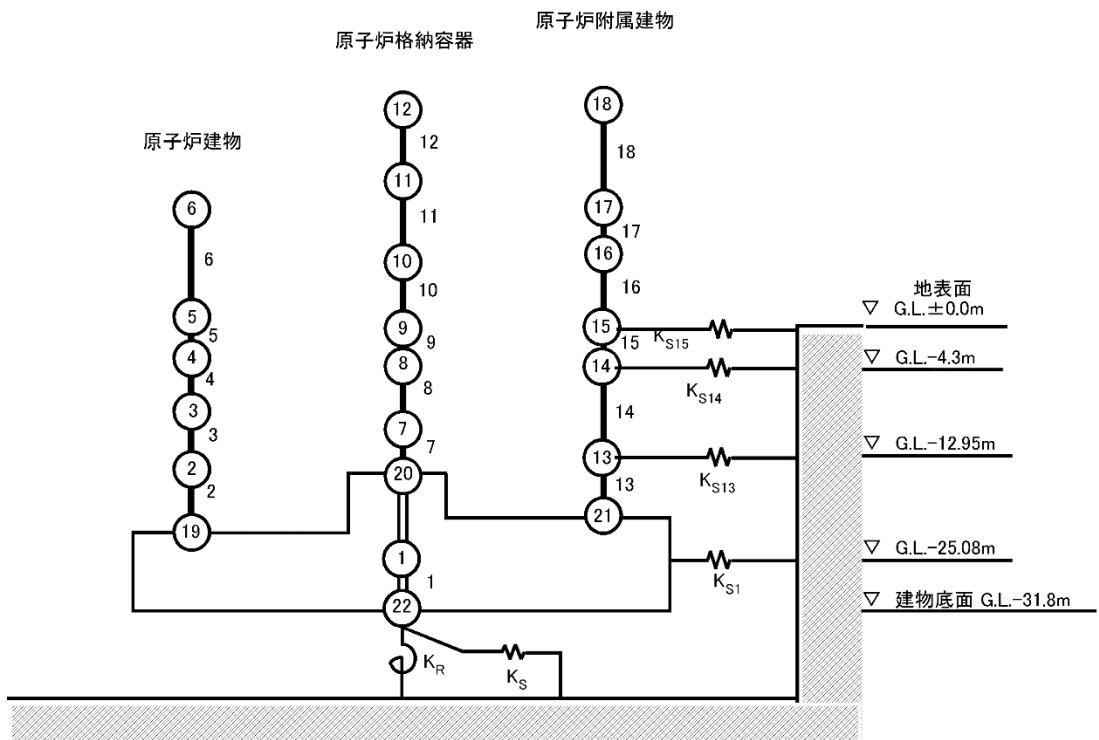 原子炉附属建物
原子炉格納容器
原子炉建物
12
18
12
18
11
6
17
11
17
16
6
10
16
10
地表面
▽ G.L.±0.0m
5
9
15
5
9
15
KS15
4
8
14
▽ G.L.-4.3m
4
8
KS14
3
14
7
3
7
13
▽ G.L.-12.95m
2
20
KS13
2
13
21
19
1
▽ G.L.-25.08m
1
KS1
22
▽ 建物底面 G.L.-31.8m
KR
KS